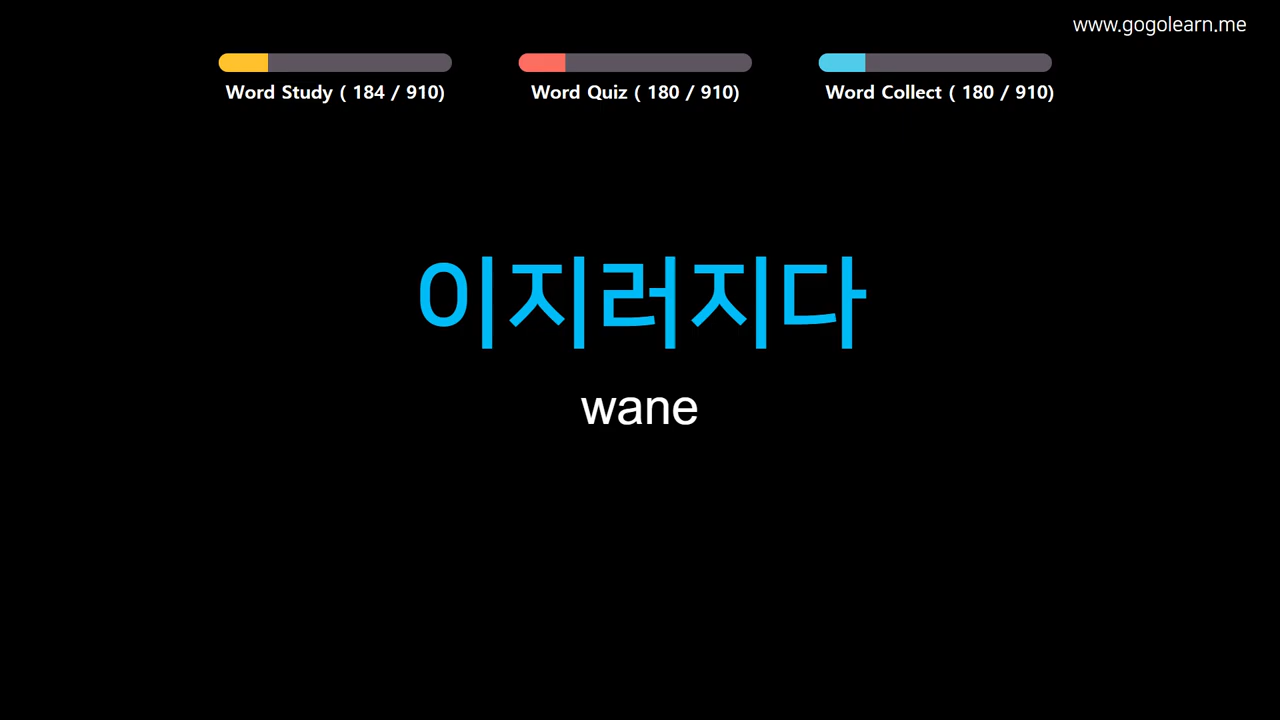 www.gogolearn.me
Word Study ( 184 / 910)
Word Quiz ( 180 / 910)
Word Collect ( 180 / 910)
이지러지다
wane